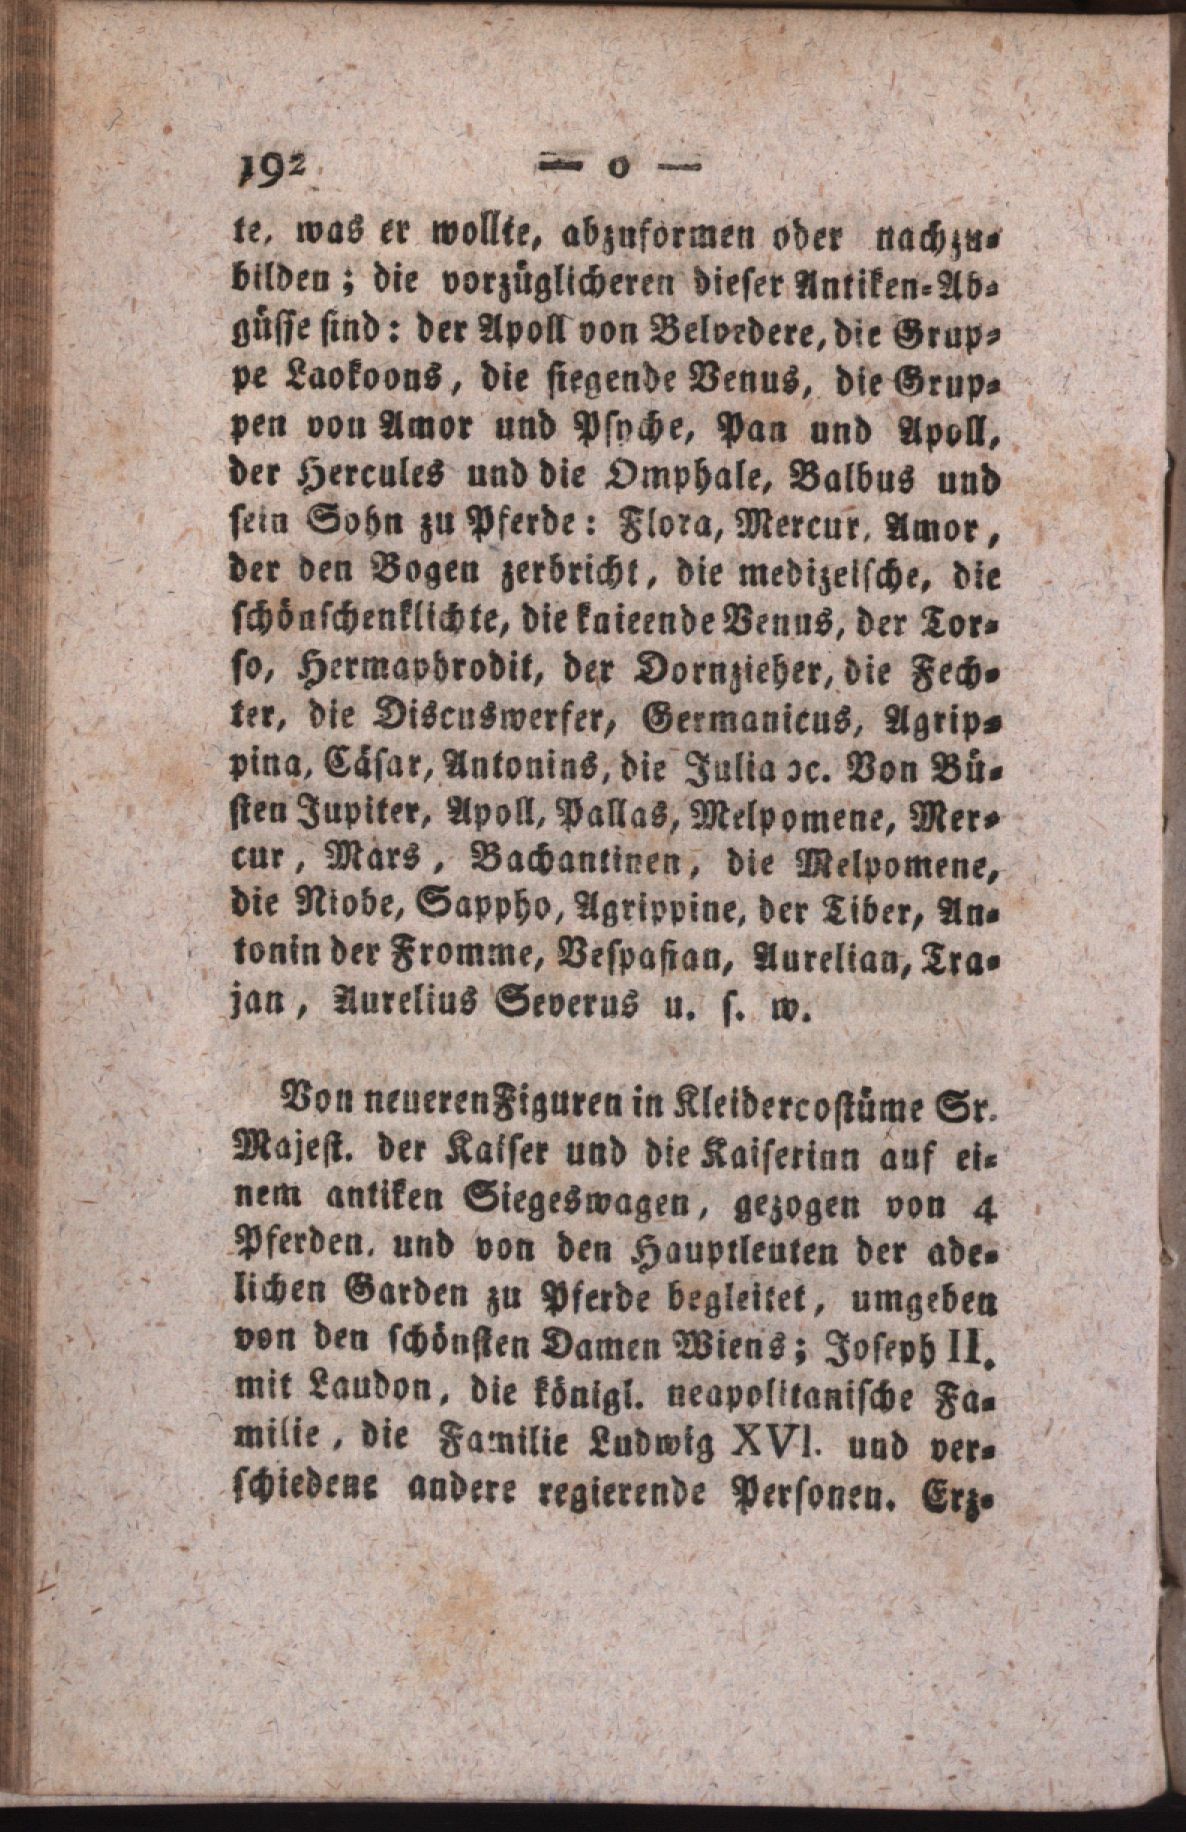 192 — o —
te, was er wollte, abzuformen oder nachzu-
bilden; die vorzüglicheren dieser Antiken-Ab-
güsse sind: der Apoll von Belvedere, die Grup-
pe Laokoons, die siegende Venus, die Grup-
pen von Amor und Psyche, Pan und Apoll,
der Hercules und die Omphale, Balbus und
sein Sohn zu Pferde: Flora, Mercur, Amor,
der den Bogen zerbricht, die medizeische, die
schönschenklichte, die knieende Venus, der Tor-
so, Hermaphrodit, der Dornzieher, die Fech-
ter, die Discuswerfer, Germanicus, Agrip-
pina, Cäsar, Antonins, die Julia ꝛc. Von Bü-
sten Jupiter, Apoll, Pallas, Melpomene, Mer-
cur, Mars, Bachantinen, die Melpomene,
die Niobe, Sappho, Agrippine, der Tiber, An-
tonin der Fromme, Vespasian, Aurelian, Tra-
jan, Aurelius Severus u. s. w.
Von neueren Figuren in Kleidercostüme Sr.
Majest. der Kaiser und die Kaiserinn auf ei-
nem antiken Siegeswagen, gezogen von 4
Pferden, und von den Hauptleuten der ade-
lichen Garden zu Pferde begleitet, umgeben
von den schönsten Damen Wiens; Joseph II.
mit Laudon, die königl. neapolitanische Fa-
milie, die Familie Ludwig XVI. und ver-
schiedene andere regierende Personen. Erz-